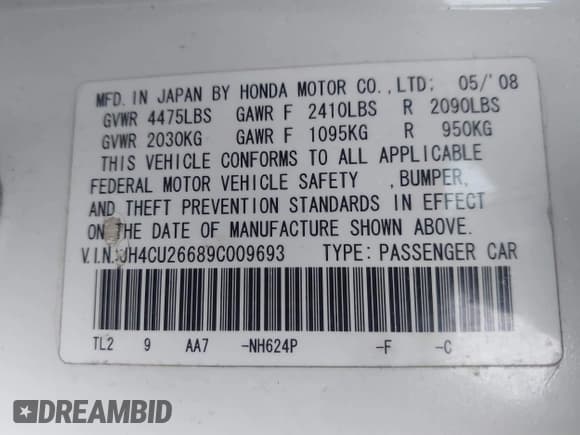 MFD. IN JAPAN BY HONDA MOTOR CO.,LTD: 05/'08
GVWR 4475LBS GAWR F 2410LBS R 2090LBS
GVWR 2030KG GAWR F 1095KG R 950KG
THIS VEHICLE CONFORMS TO ALL APPLICABLE
FEDERAL MOTOR VEHICLE SAFETY ,BUMPER,
AND THEFT PREVENTION STANDARDS IN EFFECT
ON THE DATE OF MANUFACTURE SHOWN ABOVE.
V.I.N.:JH4CU26689C009693 TYPE: PASSENGER CAR
TL2 9 AA7 -NH624P -F -C
DREAMBID